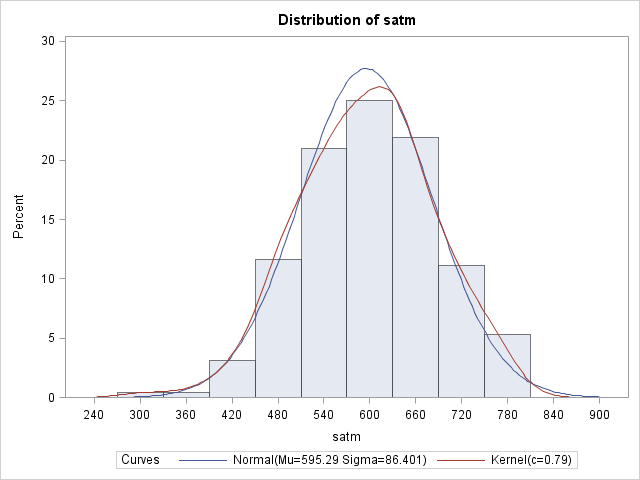 Distribution of satm
30
25
20
15
10
5
0
Percent
240 300 360 420 480 540 600 660 720 780 840 900
satm
Curves Normal(Mu=595.29 Sigma=86.401) Kernel(c=0.79)